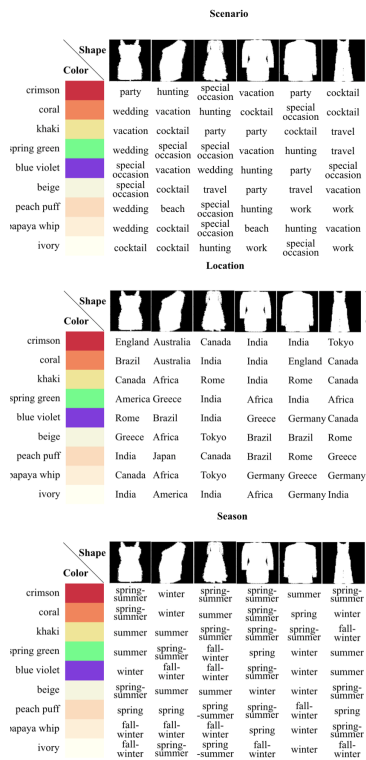 Scenario
Shape
Color
crimson party hunting special occasion vacation party cocktail
coral wedding vacation hunting cocktail special occasion cocktail
khaki vacation cocktail party party cocktail travel
spring green wedding special occasion special occasion vacation hunting travel
blue violet special occasion vacation wedding hunting party special occasion
beige special occasion cocktail travel party travel vacation
peach puff wedding beach special occasion hunting work work
papaya whip wedding cocktail special occasion beach hunting vacation
ivory cocktail cocktail hunting work special occasion work
Location
Shape
Color
crimson England Australia Canada India India Tokyo
coral Brazil Australia India India England Canada
khaki Canada Africa Rome India Rome Canada
spring green America Greece India Africa India Africa
blue violet Rome Brazil India Greece Germany Canada
beige Greece Africa Tokyo Brazil Brazil Rome
peach puff India Japan Canada Brazil Rome Greece
papaya whip Canada Africa Tokyo Germany Greece Germany
ivory India America India Africa Germany India
Season
Shape
Color
crimson spring-summer winter spring-summer spring-summer summer spring-summer
coral spring-summer winter summer spring-summer spring winter
khaki summer summer spring-summer spring-summer spring-summer fall-winter
spring green summer spring-summer fall-winter spring winter summer
blue violet winter fall-winter fall-winter spring-summer winter summer
beige spring-summer summer summer winter winter spring-summer
peach puff spring spring spring-summer spring-summer fall-winter spring
papaya whip fall-winter fall-winter fall-winter spring winter spring-summer
ivory fall-winter spring-summer spring-summer fall-winter winter fall-winter